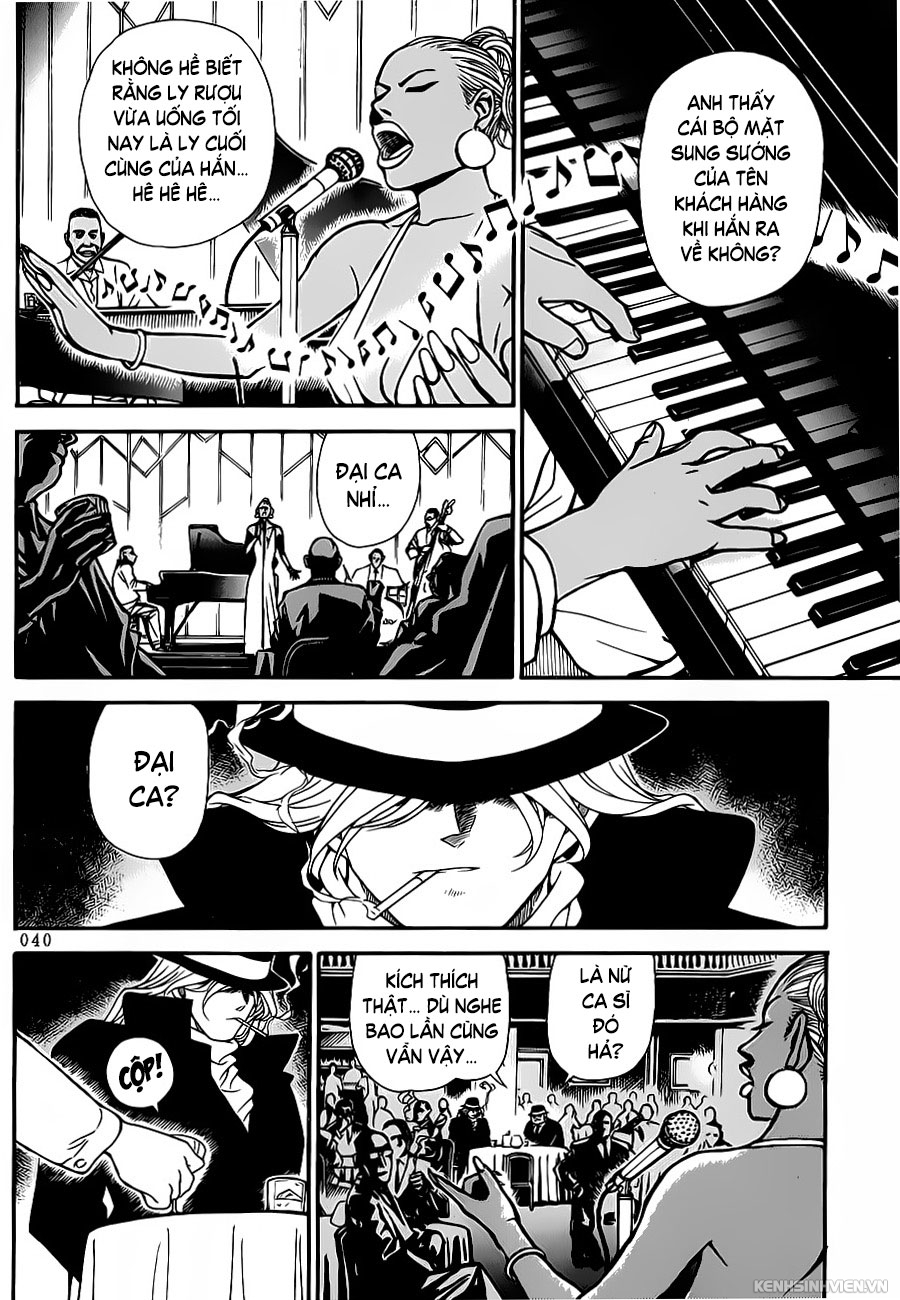 ANH THẤY
CÁI BỘ MẶT
SUNG SƯỚNG
CỦA TÊN
KHÁCH HÀNG
KHI HẮN RA
VỀ KHÔNG?
KHÔNG HỀ BIẾT
RẰNG LY RƯỢU
VỪA UỐNG TỐI
NAY LÀ LY CUỐI
CÙNG CỦA HẮN...
HÊ HÊ HÊ...
ĐẠI CA
NHỈ...
ĐẠI
CA?
040
LÀ NỮ
CA SĨ
ĐÓ
HẢ?
KÍCH THÍCH
THẬT... DÙ NGHE
BAO LẦN CŨNG
VẪN VẬY...
CỘP!
KENHSINHVIEN.VN